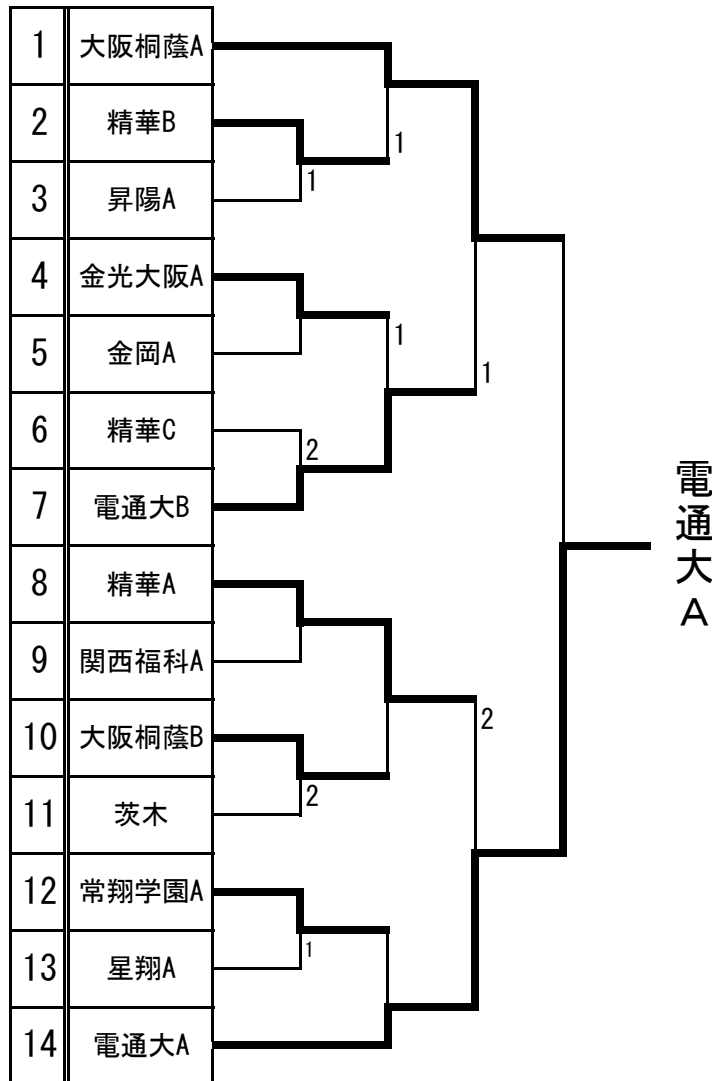 1 大阪桐蔭A
2 精華B
3 昇陽A
4 金光大阪A
5 金岡A
6 精華C
7 電通大B
8 精華A
9 関西福科A
10 大阪桐蔭B
11 茨木
12 常翔学園A
13 星翔A
14 電通大A
1
1
1
1
2
2
2
1
電通大A